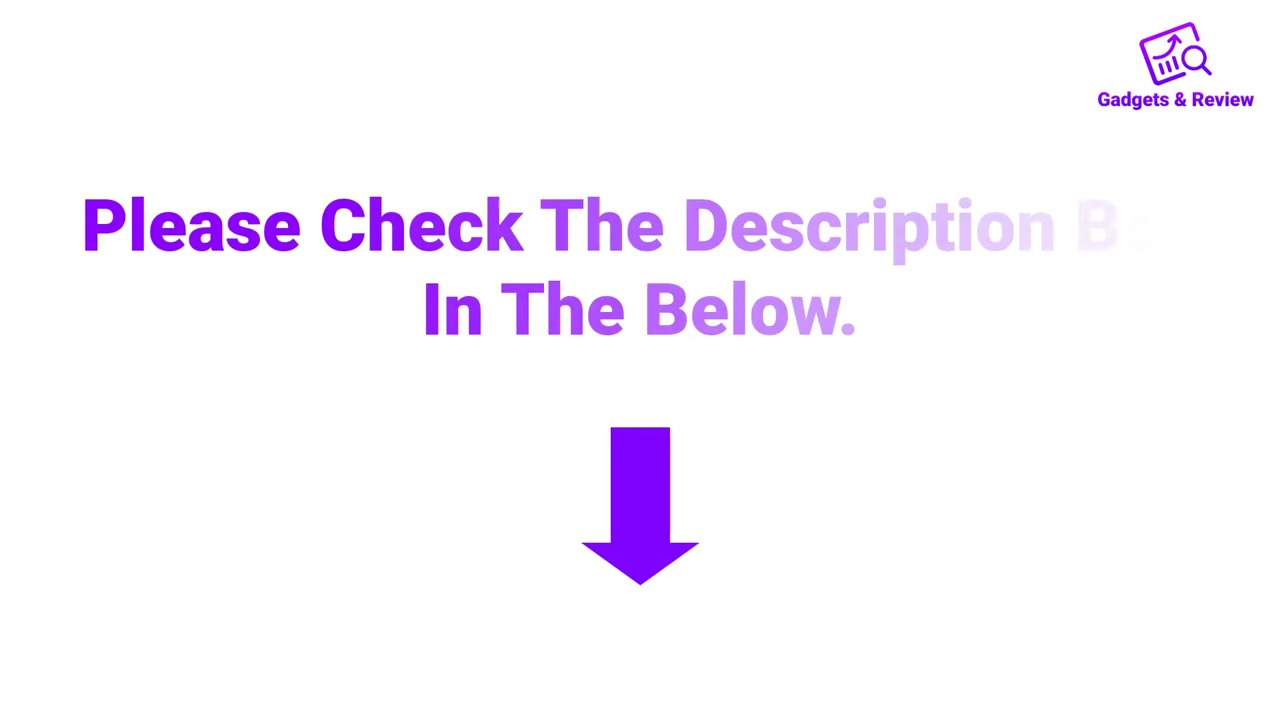 Gadgets & Review
Please Check The Description
In The Below.